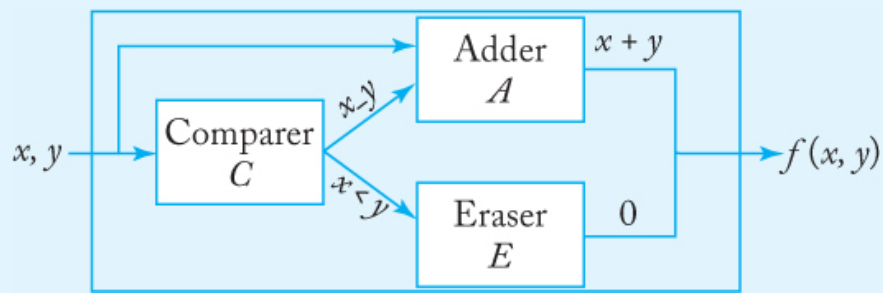 Adder
A
x + y
x–y
Comparer
C
x, y
f (x, y)
x < y
Eraser
E
0